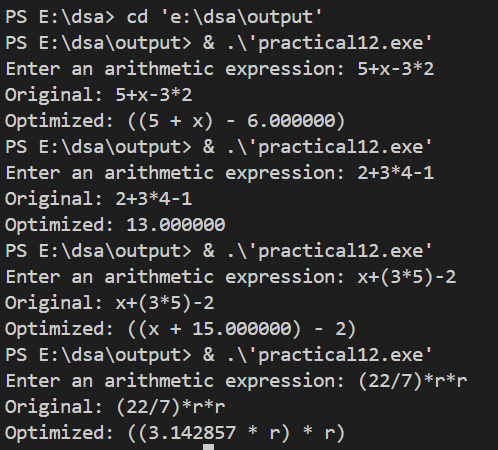 PS E:\dsa> cd 'e:\dsa\output'
PS E:\dsa\output> & .\'practical12.exe'
Enter an arithmetic expression: 5+x-3*2
Original: 5+x-3*2
Optimized: ((5 + x) - 6.000000)
PS E:\dsa\output> & .\'practical12.exe'
Enter an arithmetic expression: 2+3*4-1
Original: 2+3*4-1
Optimized: 13.000000
PS E:\dsa\output> & .\'practical12.exe'
Enter an arithmetic expression: x+(3*5)-2
Original: x+(3*5)-2
Optimized: ((x + 15.000000) - 2)
PS E:\dsa\output> & .\'practical12.exe'
Enter an arithmetic expression: (22/7)*r*r
Original: (22/7)*r*r
Optimized: ((3.142857 * r) * r)